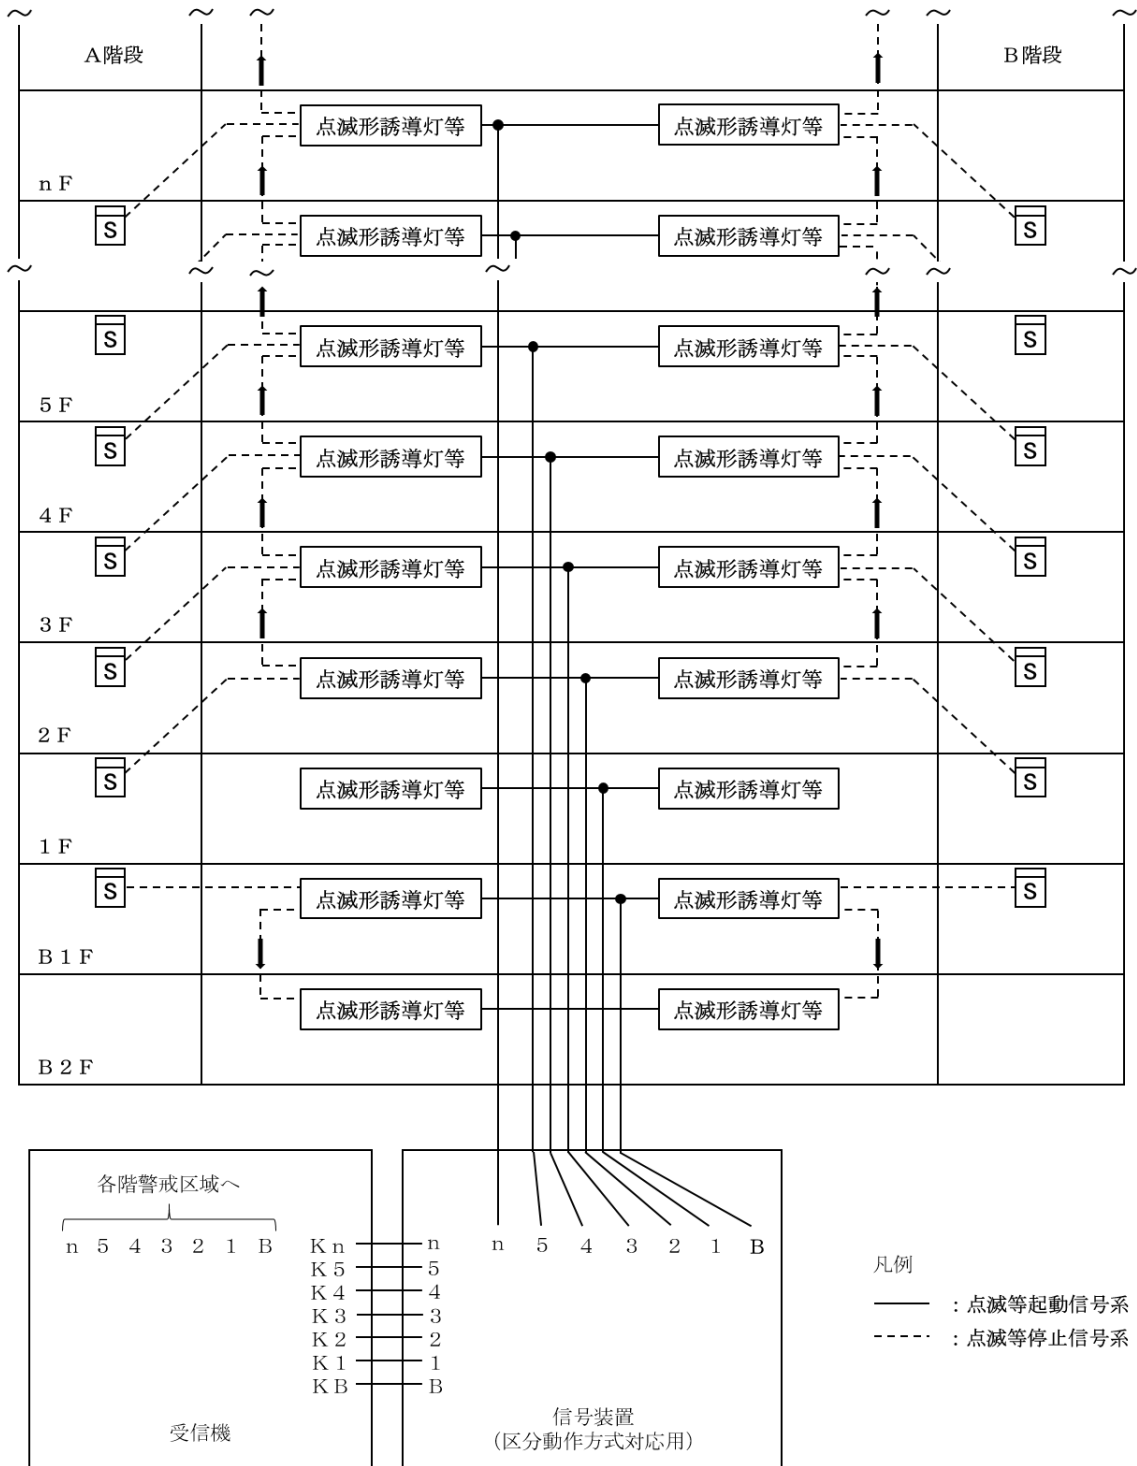 A階段 B階段
点滅形誘導灯等 点滅形誘導灯等
nF
S S
点滅形誘導灯等 点滅形誘導灯等
S S
点滅形誘導灯等 点滅形誘導灯等
5F
S S
点滅形誘導灯等 点滅形誘導灯等
4F
S S
点滅形誘導灯等 点滅形誘導灯等
3F
S S
点滅形誘導灯等 点滅形誘導灯等
2F
S S
点滅形誘導灯等 点滅形誘導灯等
1F
S S
点滅形誘導灯等 点滅形誘導灯等
B1F
点滅形誘導灯等 点滅形誘導灯等
B2F
各階警戒区域へ
n 5 4 3 2 1 B
Kn n
K5 5
K4 4
K3 3
K2 2
K1 1
KB B
受信機
n 5 4 3 2 1 B
信号装置
（区分動作方式対応用）
凡例
：点滅等起動信号系
：点滅等停止信号系